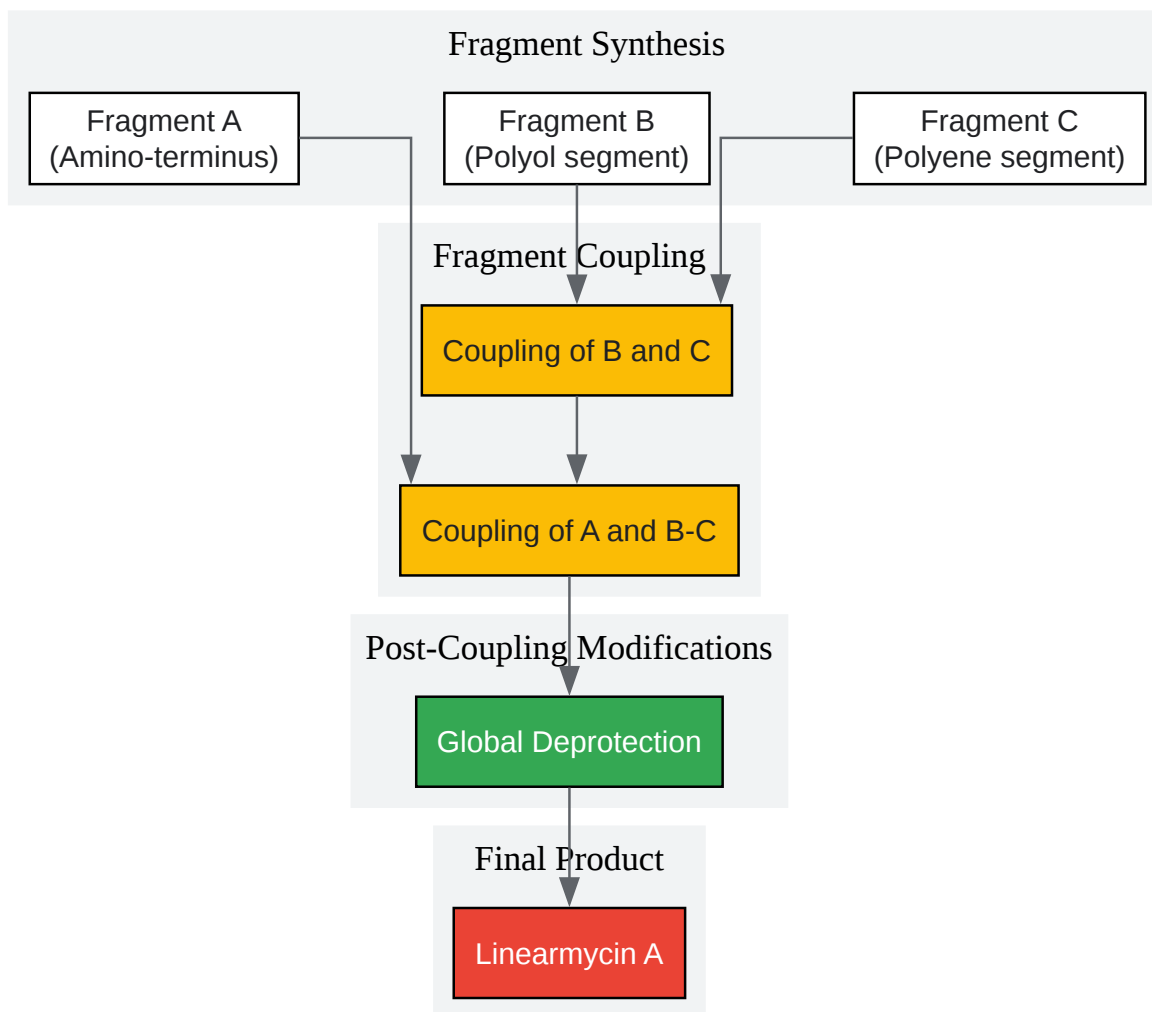 Fragment Synthesis
Fragment A
(Amino-terminus)
Fragment B
(Polyol segment)
Fragment C
(Polyene segment)
Fragment Coupling
Coupling of B and C
Coupling of A and B-C
Post-Coupling Modifications
Global Deprotection
Final Product
Linearmycin A